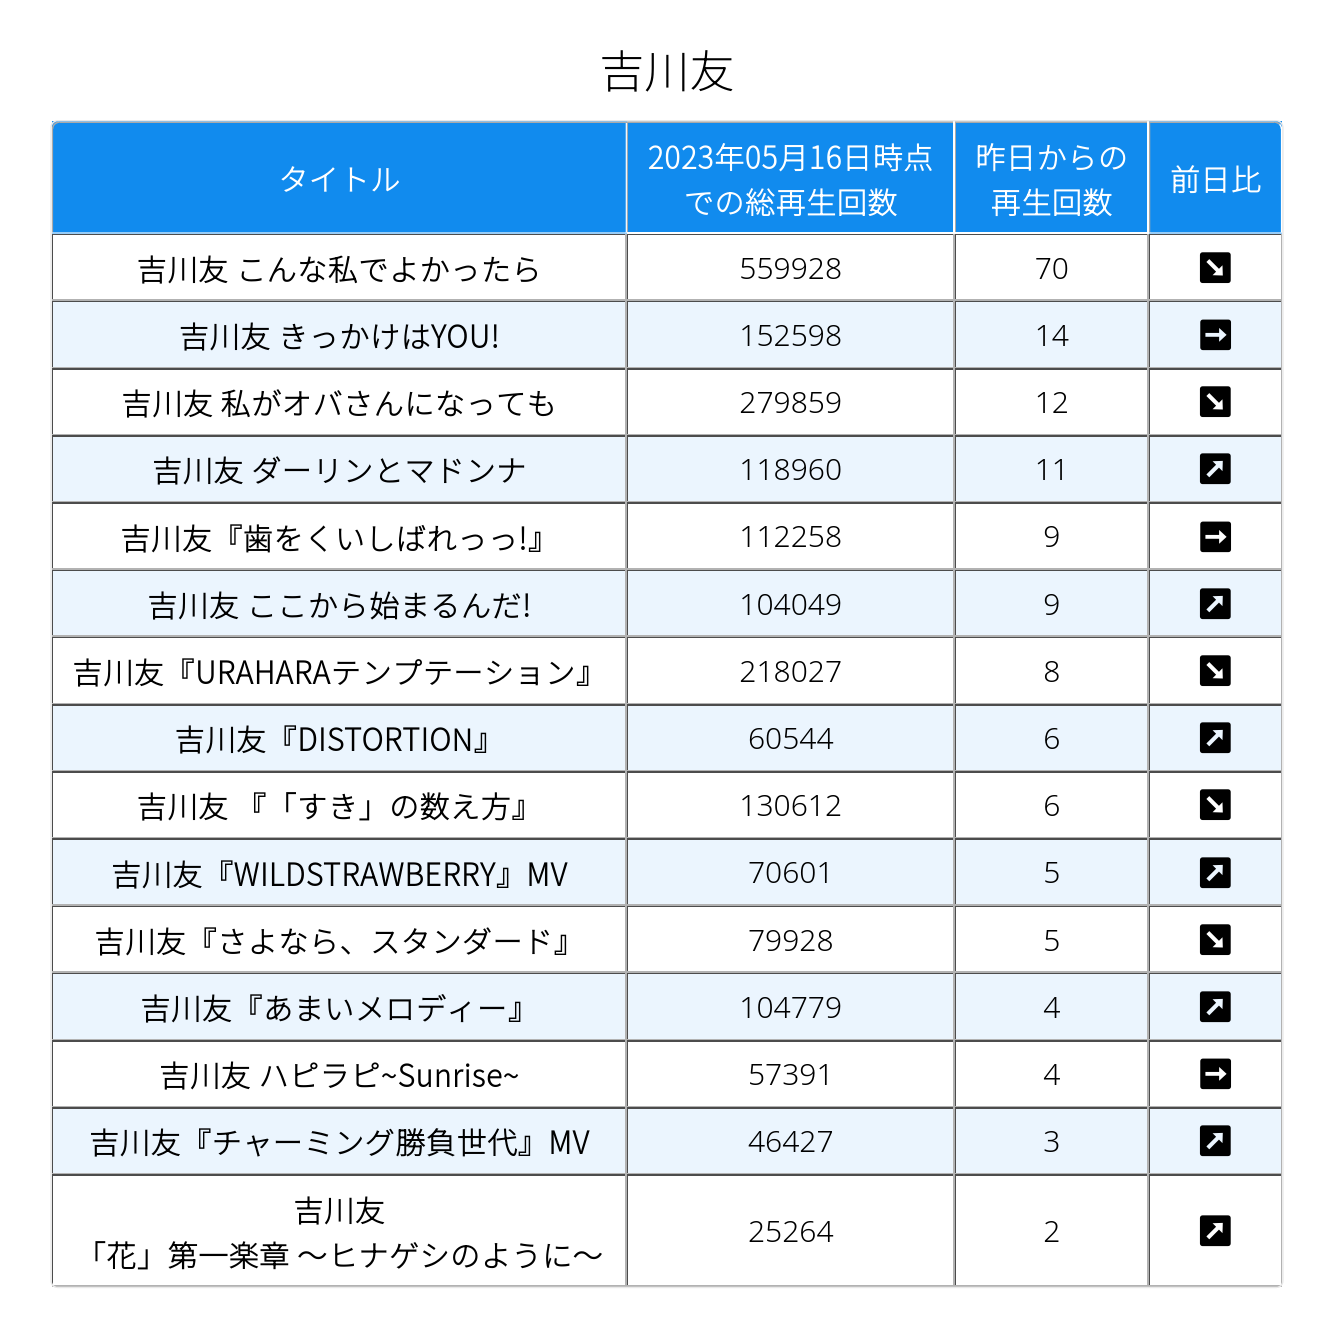 吉川友
タイトル
2023年05月16日時点
での総再生回数
昨日からの
再生回数
前日比
吉川友 こんな私でよかったら 559928 70
吉川友 きっかけはYOU! 152598 14
吉川友 私がオバさんになっても 279859 12
吉川友 ダーリンとマドンナ 118960 11
吉川友『歯をくいしばれっっ!』 112258 9
吉川友 ここから始まるんだ! 104049 9
吉川友『URAHARAテンプテーション』 218027 8
吉川友『DISTORTION』 60544 6
吉川友 『「すき」の数え方』 130612 6
吉川友『WILDSTRAWBERRY』MV 70601 5
吉川友『さよなら、スタンダード』 79928 5
吉川友『あまいメロディー』 104779 4
吉川友 ハピラピ~Sunrise~ 57391 4
吉川友『チャーミング勝負世代』MV 46427 3
吉川友
「花」第一楽章 ～ヒナゲシのように～ 25264 2